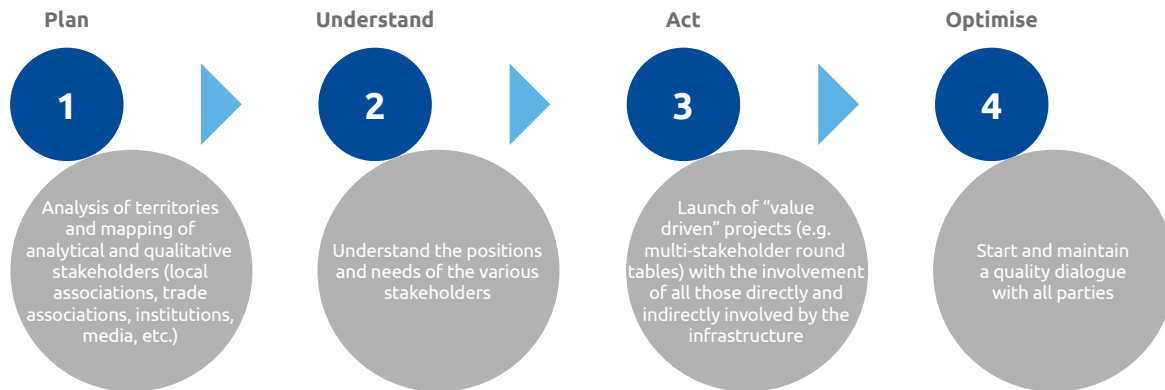 Plan
1
Analysis of territories
and mapping of
analytical and qualitative
stakeholders (local
associations, trade
associations, institutions,
media, etc.)
Understand
2
Understand the positions
and needs of the various
stakeholders
Act
3
Launch of “value
driven” projects (e.g.
multi-stakeholder round
tables) with the involvement
of all those directly and
indirectly involved by the
infrastructure
Optimise
4
Start and maintain
a quality dialogue
with all parties